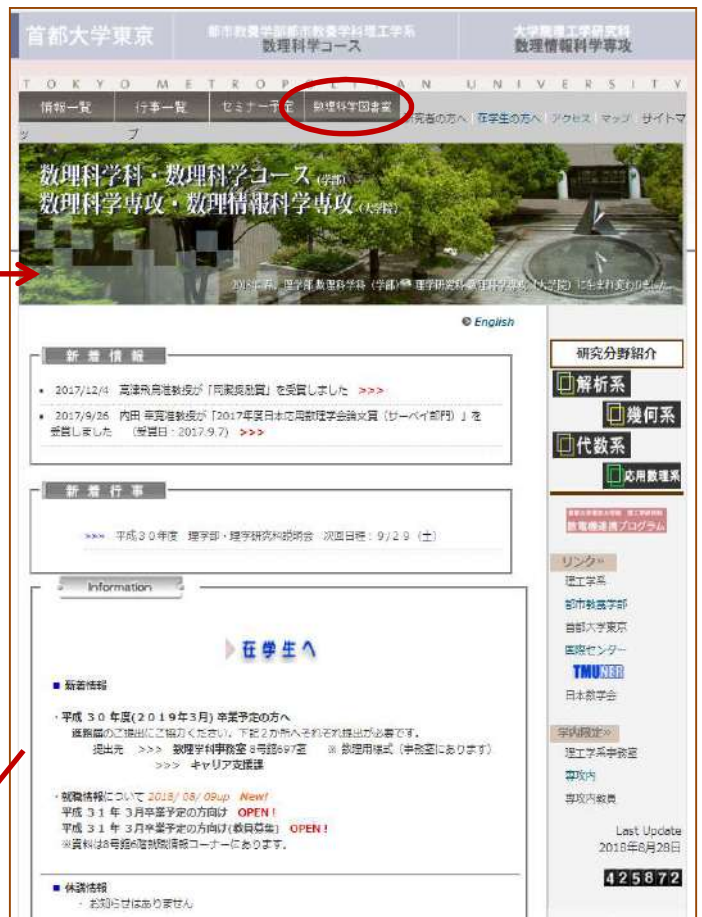 首都大学東京
都市教養学部都市教養学科理工学系
数理科学コース
大学院理工学研究科
数理情報科学専攻
TOKYO METROPOLITAN UNIVERSITY
情報一覧 行事一覧 セミナー予定 数理科学図書室
研究者の方へ 在学生の方へ アクセス マップ サイトマ
ップ
数理科学科・数理科学コース (学部)
数理科学専攻・数理情報科学専攻 (大学院)
English
新着情報
2017/12/4 高津飛鳥准教授が「 」を受賞しました >>>
2017/9/26 内田 准教授が「2017年度日本応用数理学会論文賞(サーベイ部門)」を
受賞しました (受賞日:2017.9.7) >>>
新着行事
>>> 平成30年度 理学部・理学研究科説明会 次回日程:9/29(土)
Information
在学生へ
■ 新着情報
・平成 30 年度(2019年3月) 卒業予定の方へ
進路届のご提出にご協力ください。下記2か所へそれぞれ提出が必要です。
提出先 >>> 数理学科事務室 8号館697室 ※ 数理用様式(事務室にあります)
>>> キャリア支援課
・就職情報について 2018/ 08/ 09up New!
平成 31 年 3月卒業予定の方向け OPEN!
平成 31 年 3月卒業予定の方向け(教員募集) OPEN!
※資料は8号館6階就職情報コーナーにあります。
■ 休講情報
・ お知らせはありません
研究分野紹介
解析系
幾何系
代数系
応用数理系
数電機連携プログラム
リンク»
理工学系
都市教養学部
首都大学東京
国際センター
TMUNER
日本数学会
学内限定»
理工学系事務室
専攻内
専攻内教員
Last Update
2018年8月28日
425872